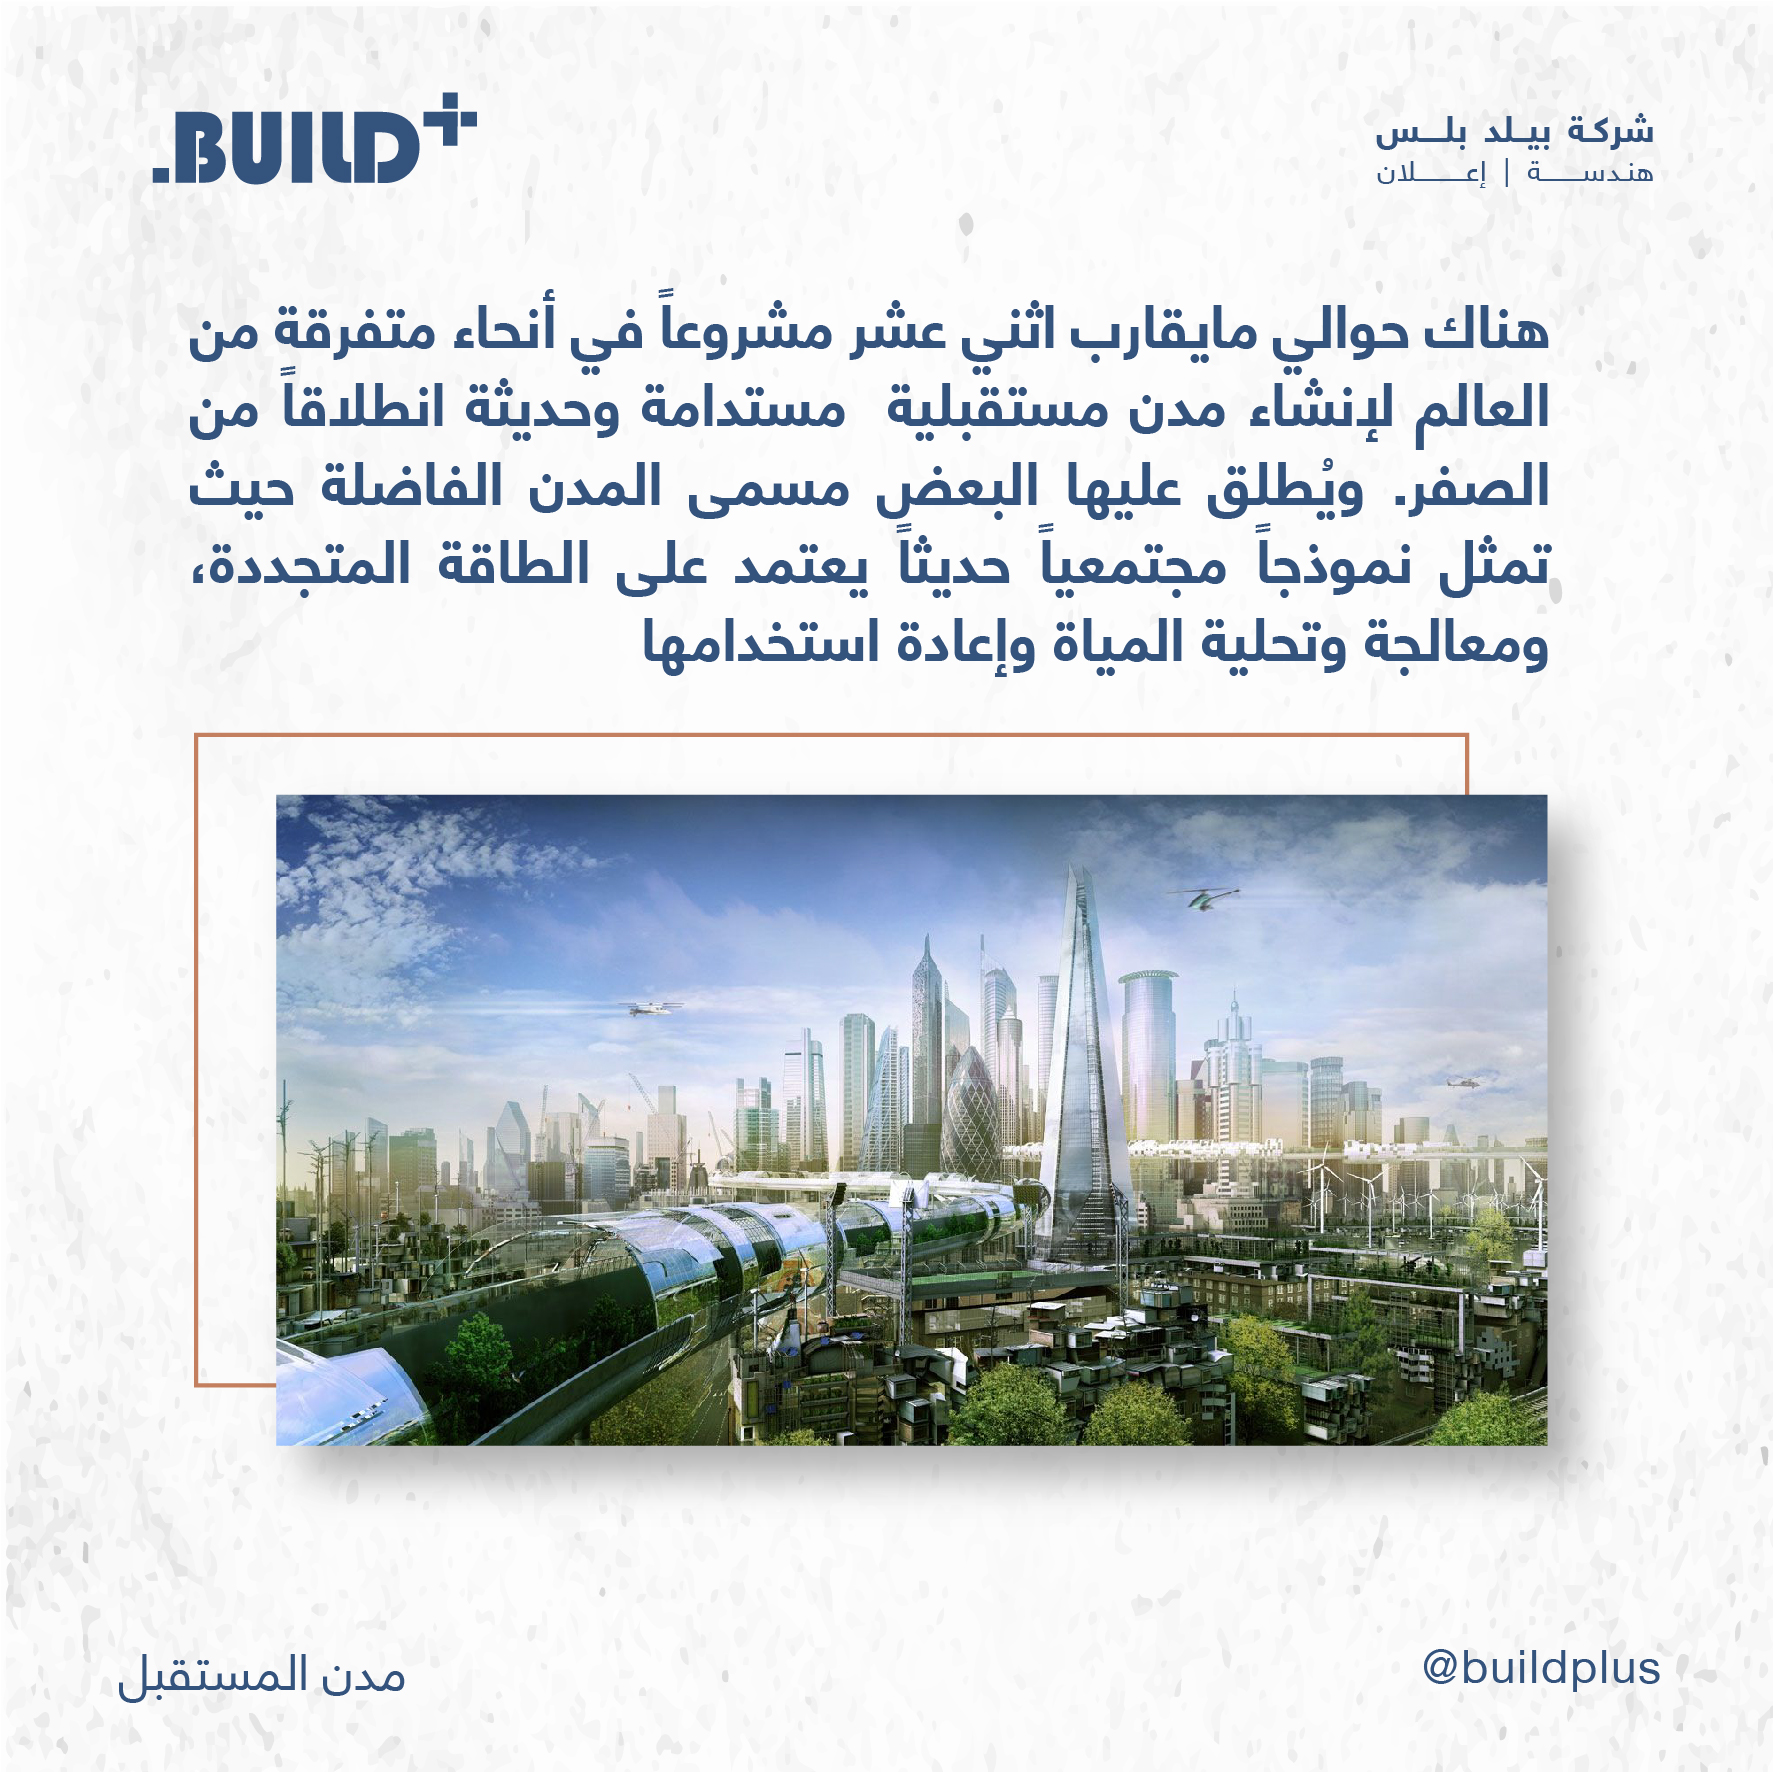 BUILD+.
شركة بيلد بلس
هندسة | إعلان
هناك حوالي مايقارب اثني عشر مشروعاً في أنحاء متفرقة من
العالم لإنشاء مدن مستقبلية مستدامة وحديثة انطلاقاً من
الصفر. ويُطلق عليها البعض مسمى المدن الفاضلة حيث
تمثل نموذجاً مجتمعياً حديثاً يعتمد على الطاقة المتجددة،
ومعالجة وتحلية المياة وإعادة استخدامها
مدن المستقبل
@buildplus